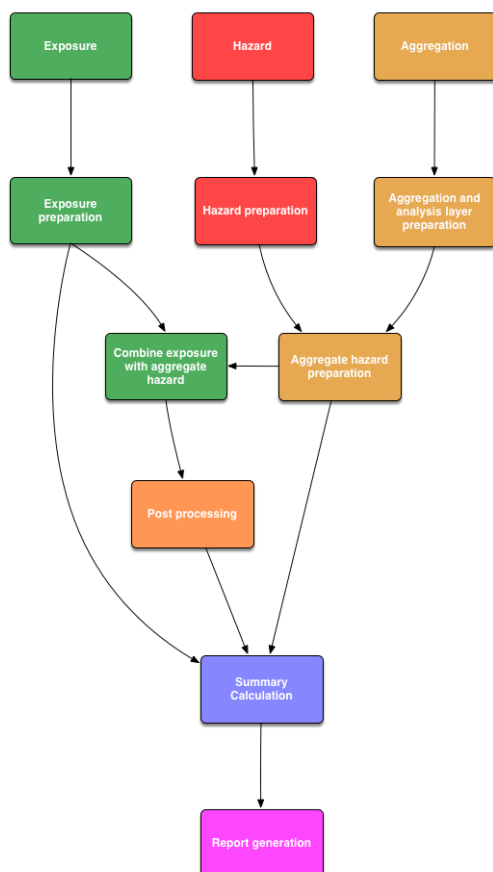 Exposure
Hazard
Aggregation
Exposure
preparation
Hazard preparation
Aggregation and
analysis layer
preparation
Combine exposure
with aggregate
hazard
Aggregate hazard
preparation
Post processing
Summary
Calculation
Report generation